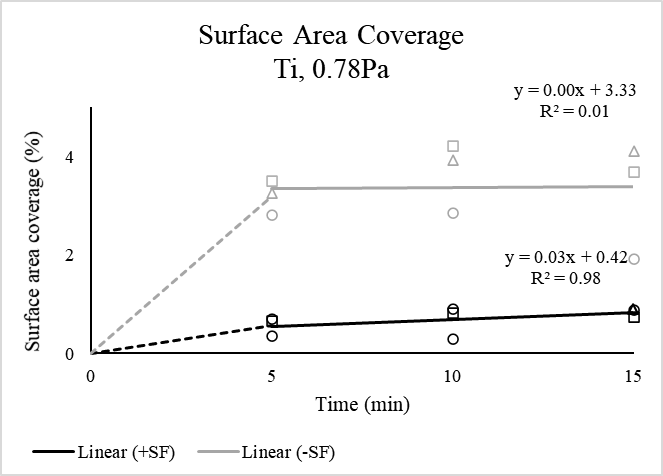 Surface Area Coverage
Ti, 0.78Pa
y = 0.00x + 3.33
R² = 0.01
4
Surface area coverage (%)
2
y = 0.03x + 0.42
R² = 0.98
0
0 5 10 15
Time (min)
Linear (+SF) Linear (-SF)